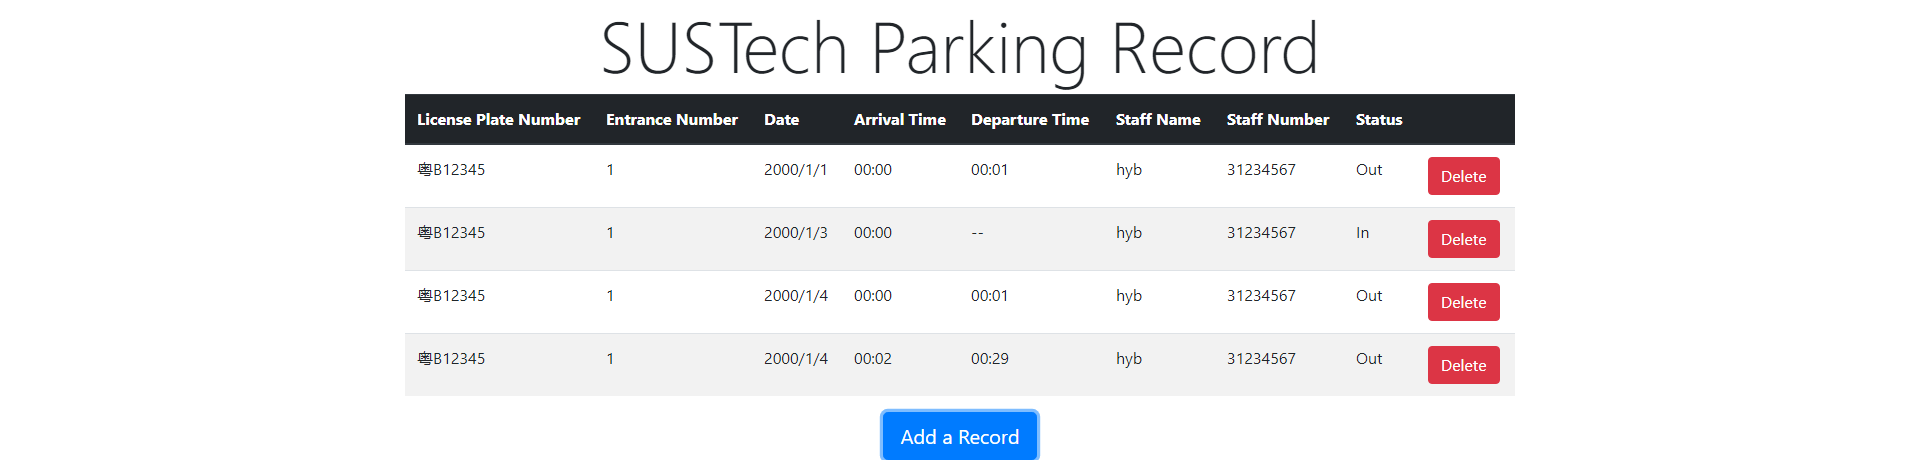 SUSTech Parking Record
License Plate Number Entrance Number Date Arrival Time Departure Time Staff Name Staff Number Status
粤B12345 1 2000/1/1 00:00 00:01 hyb 31234567 Out Delete
粤B12345 1 2000/1/3 00:00 -- hyb 31234567 In Delete
粤B12345 1 2000/1/4 00:00 00:01 hyb 31234567 Out Delete
粤B12345 1 2000/1/4 00:02 00:29 hyb 31234567 Out Delete
Add a Record